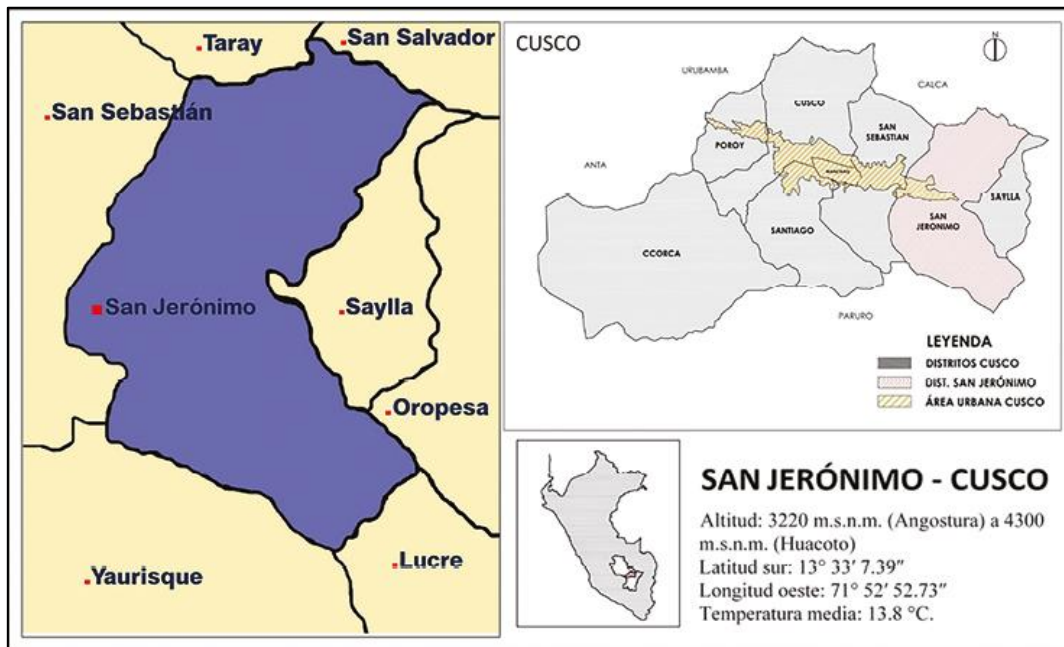 Taray
San Salvador
San Sebastián
San Jerónimo
Saylla
Oropesa
Yaurisque
Lucre
CUSCO
N
URUBAMBA
CALCA
CUSCO
SAN
SEBASTIAN
POROY
ANTA
SAYLLA
SAN
JERONIMO
SANTIAGO
CCORCA
PARURO
LEYENDA
DISTRITOS CUSCO
DIST. SAN JERÓNIMO
ÁREA URBANA CUSCO
SAN JERÓNIMO - CUSCO
Altitud: 3220 m.s.n.m. (Angostura) a 4300
m.s.n.m. (Huacoto)
Latitud sur: 13° 33′ 7.39″
Longitud oeste: 71° 52′ 52.73″
Temperatura media: 13.8 °C.